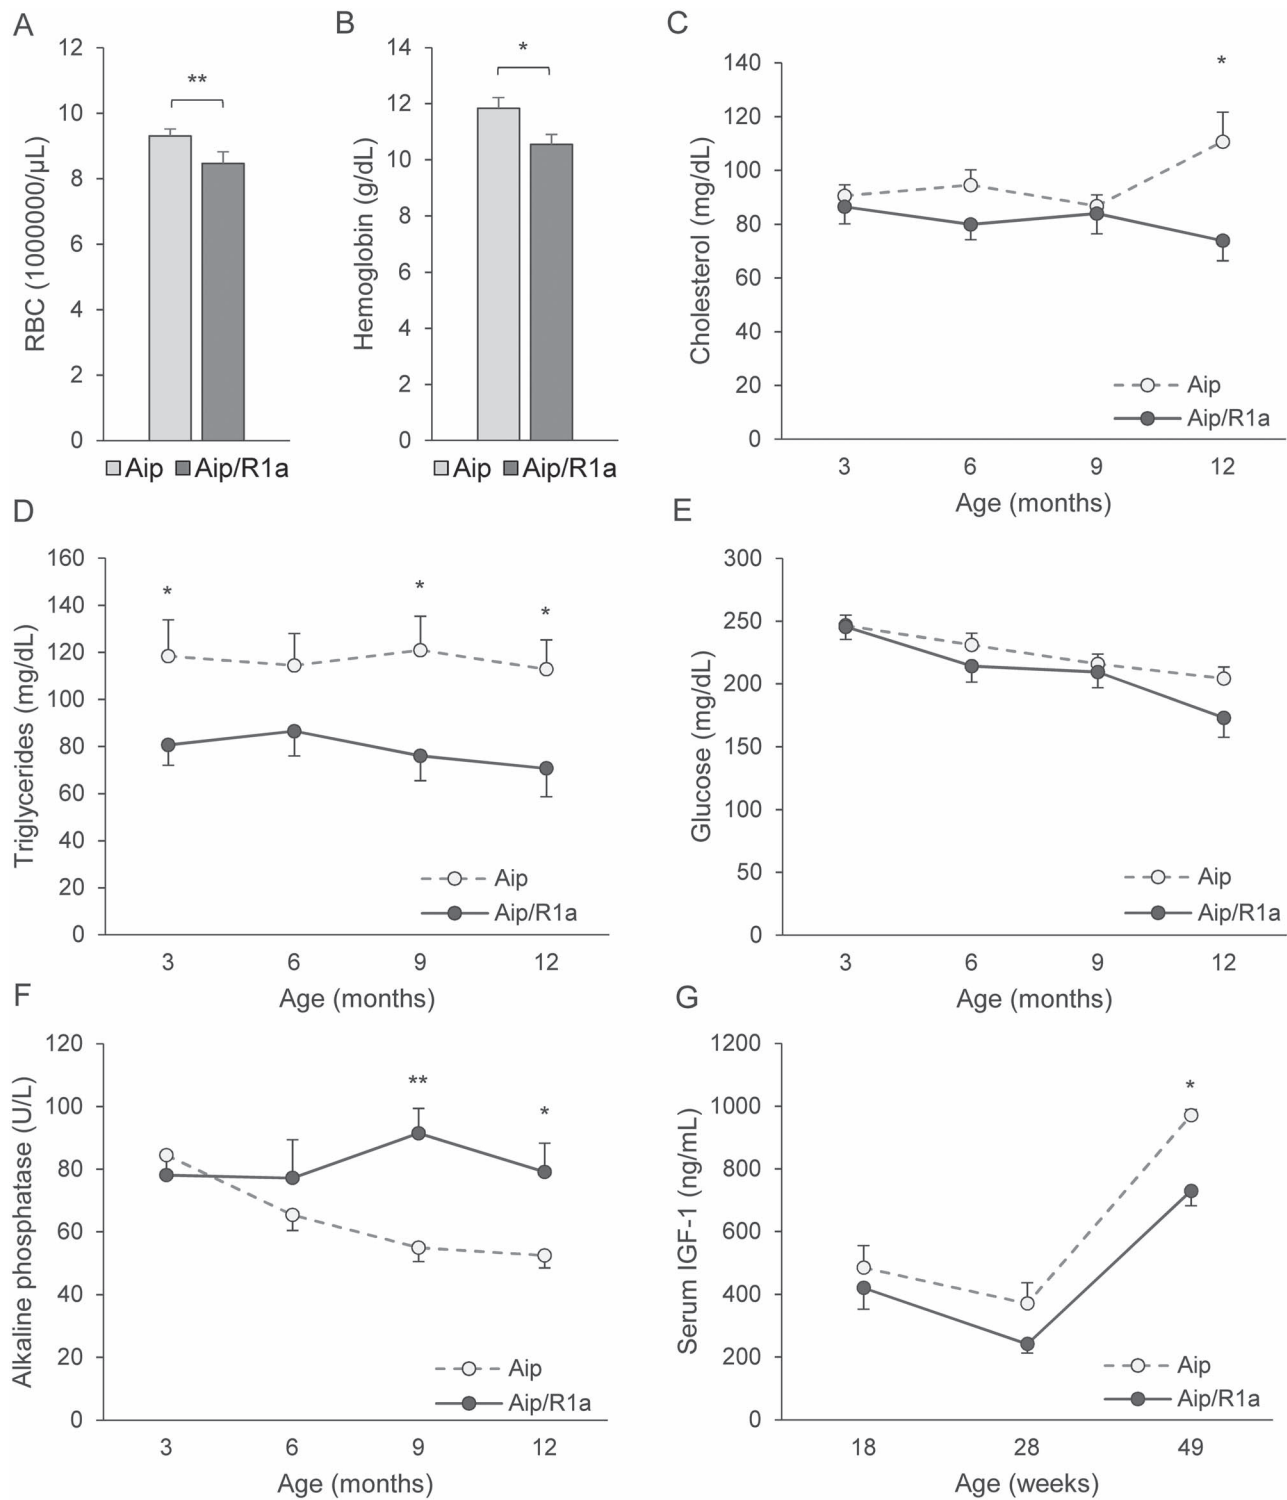 A
12
10
8
6
4
2
0
RBC (1000000/µL)
**
Aip Aip/R1a
B
14
12
10
8
6
4
2
0
Hemoglobin (g/dL)
*
Aip Aip/R1a
C
140
120
100
80
60
40
20
0
Cholesterol (mg/dL)
*
Aip
Aip/R1a
3 6 9 12
Age (months)
D
160
140
120
100
80
60
40
20
0
Triglycerides (mg/dL)
* * *
Aip
Aip/R1a
3 6 9 12
Age (months)
E
300
250
200
150
100
50
0
Glucose (mg/dL)
Aip
Aip/R1a
3 6 9 12
Age (months)
F
120
100
80
60
40
20
0
Alkaline phosphatase (U/L)
** *
Aip
Aip/R1a
3 6 9 12
Age (months)
G
1200
1000
800
600
400
200
0
Serum IGF-1 (ng/mL)
*
Aip
Aip/R1a
18 28 49
Age (weeks)